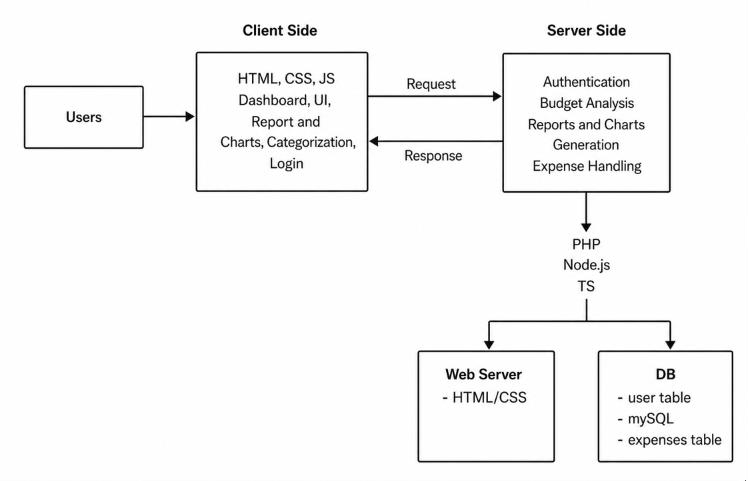 Client Side
Server Side
Users
HTML, CSS, JS
Dashboard, UI,
Report and
Charts, Categorization,
Login
Request
Response
Authentication
Budget Analysis
Reports and Charts
Generation
Expense Handling
PHP
Node.js
TS
Web Server
- HTML/CSS
DB
- user table
- mySQL
- expenses table